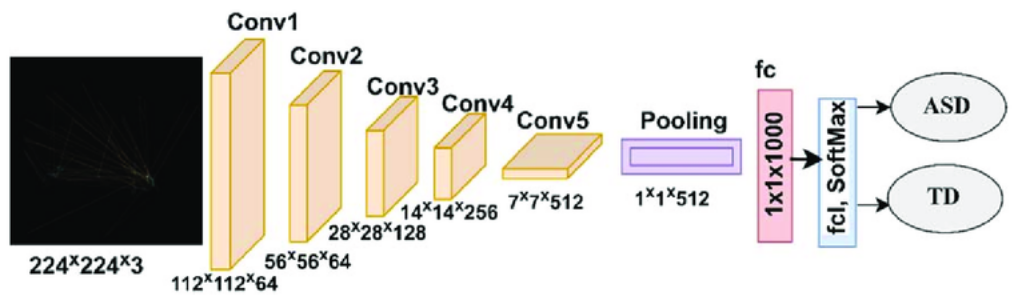 Conv1
Conv2
Conv3
Conv4
Conv5
Pooling
fc
1x1x1000
fcl, SoftMax
ASD
TD
224x224x3
112x112x64
56x56x64
28x28x128
14x14x256
7x7x512
1x1x512